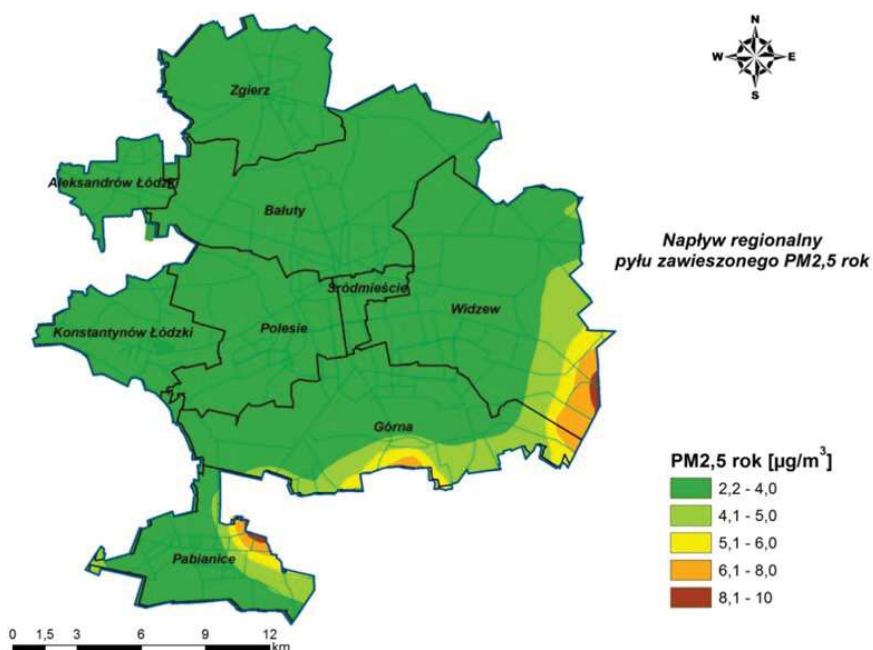 N
W E
S
Zgierz
Aleksandrów Łódzki
Bałuty
Napływ regionalny
pyłu zawieszonego PM2,5 rok
Śródmieście
Konstantynów Łódzki
Polesie
Widzew
Górna
PM2,5 rok [µg/m³]
2,2 - 4,0
4,1 - 5,0
5,1 - 6,0
6,1 - 8,0
8,1 - 10
Pabianice
0 1,5 3 6 9 12
km